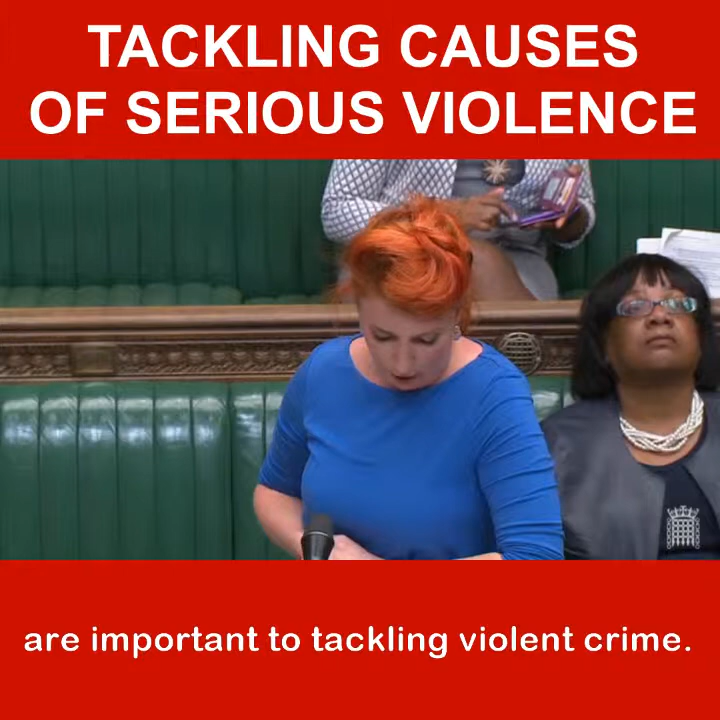 TACKLING CAUSES
OF SERIOUS VIOLENCE
are important to tackling violent crime.